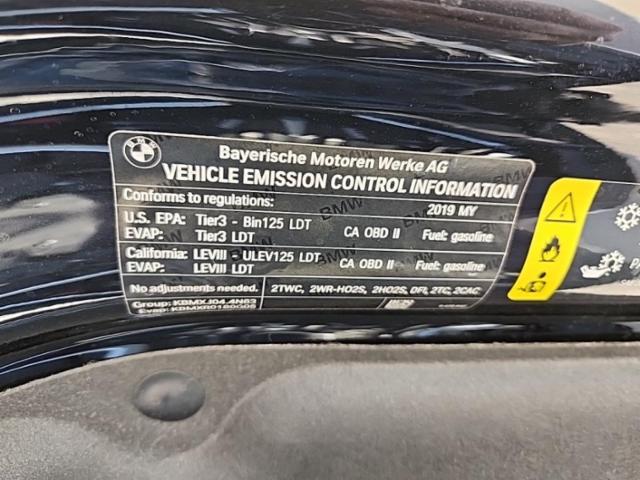 BMW
Bayerische Motoren Werke AG
VEHICLE EMISSION CONTROL INFORMATION
Conforms to regulations: 2019 MY
U.S. EPA: Tier3 - Bin125 LDT
EVAP: Tier3 LDT CA OBD II Fuel: gasoline
California: LEVIII - ULEV125 LDT
EVAP: LEVIII LDT CA OBD II Fuel: gasoline
No adjustments needed. 2TWC, 2WR-HO2S, 2HO2S, DFI, 2TC, 2CAC
Group: KBMXJ04.4N63
Evap: